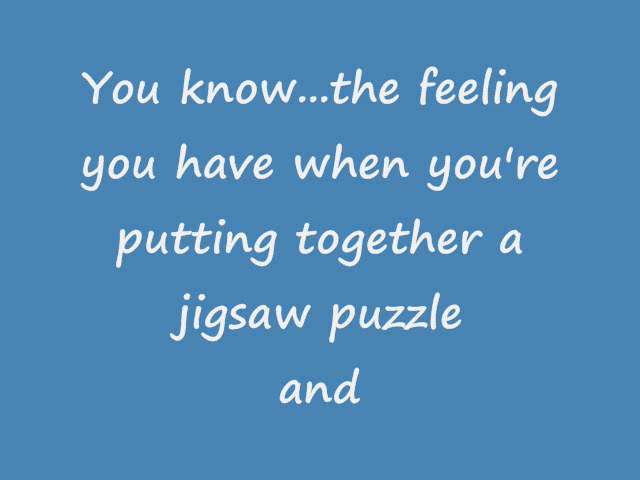 You know...the feeling
you have when you're
putting together a
jigsaw puzzle
and